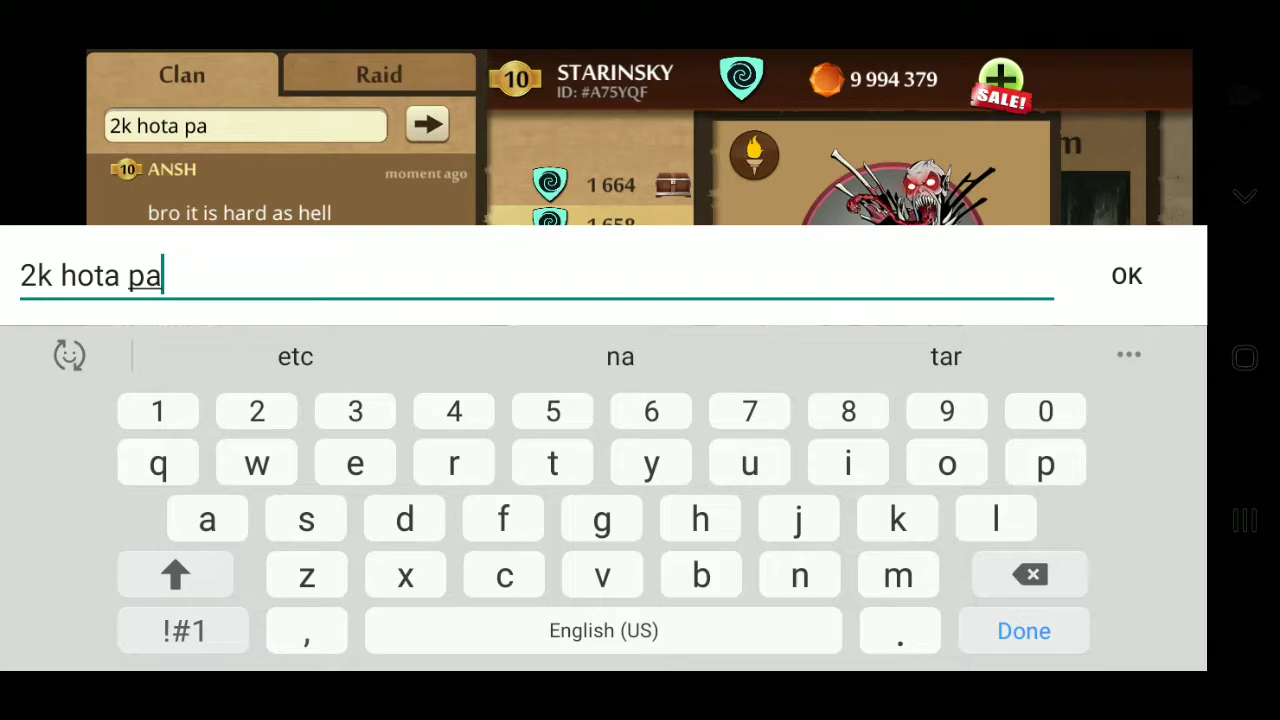 Clan
Raid
10
STARINSKY
ID: #A75YQF
9 994 379
SALE!
2k hota pa
10
ANSH
moment ago
bro it is hard as hell
1 664
m
2k hota pa
OK
etc
na
tar
1 2 3 4 5 6 7 8 9 0
q w e r t y u i o p
a s d f g h j k l
z x c v b n m
!#1
,
English (US)
.
Done